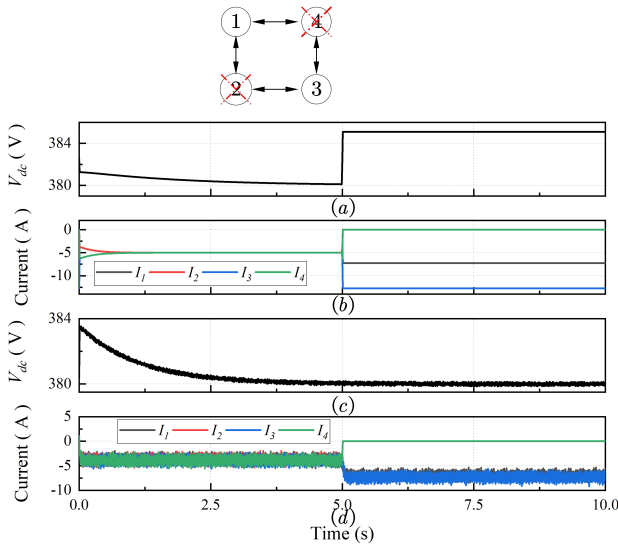 1 4
2 3
384
380
V_dc ( V )
(a)
0
-5
-10
Current ( A )
I_1 I_2 I_3 I_4
(b)
384
380
V_dc ( V )
(c)
5
0
-5
-10
Current ( A )
I_1 I_2 I_3 I_4
0.0 2.5 5.0 7.5 10.0
(d)
Time (s)